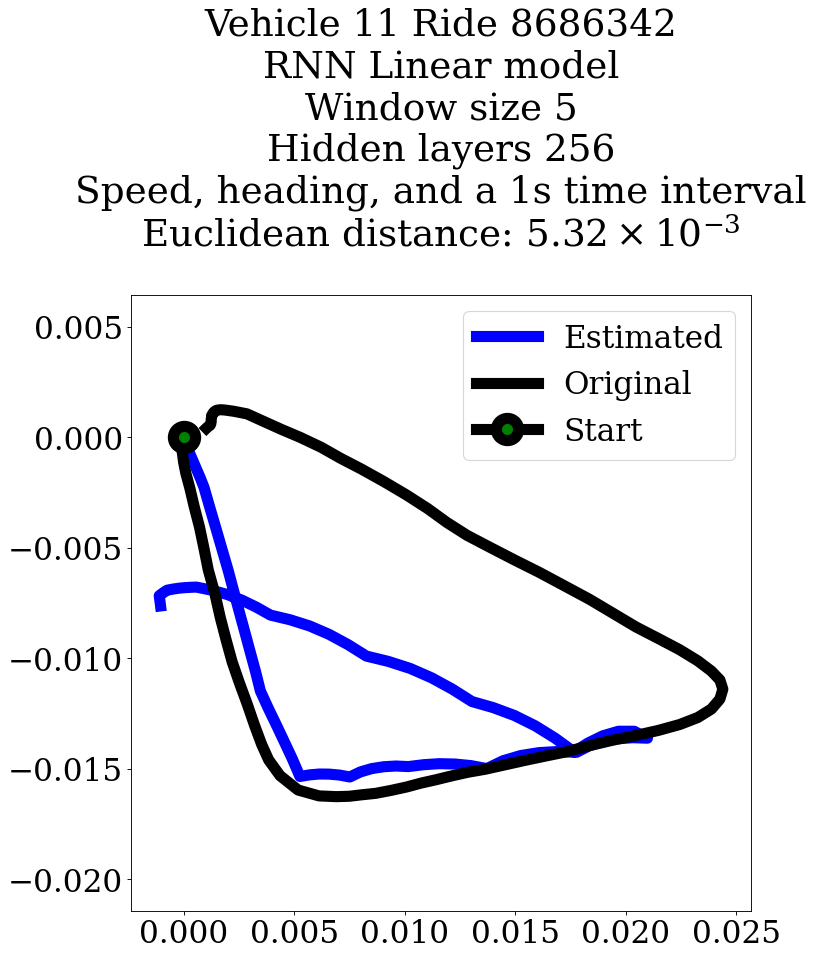 Vehicle 11 Ride 8686342
RNN Linear model
Window size 5
Hidden layers 256
Speed, heading, and a 1s time interval
Euclidean distance: 5.32 × 10⁻³
Estimated
Original
Start
0.005
0.000
−0.005
−0.010
−0.015
−0.020
0.000 0.005 0.010 0.015 0.020 0.025